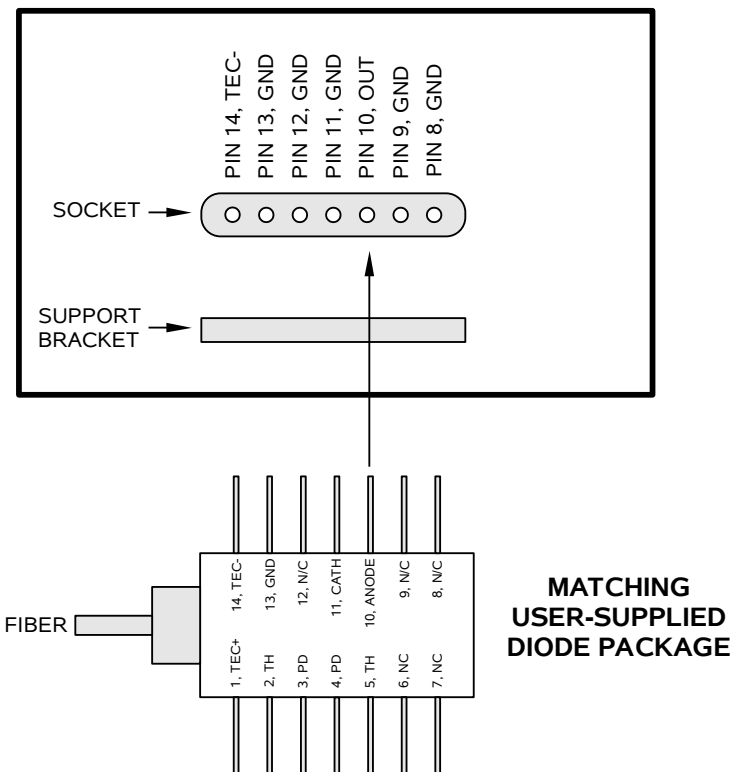 PIN 14, TEC-
PIN 13, GND
PIN 12, GND
PIN 11, GND
PIN 10, OUT
PIN 9, GND
PIN 8, GND
SOCKET
SUPPORT
BRACKET
14, TEC-
13, GND
12, N/C
11, CATH
10, ANODE
9, N/C
8, N/C
FIBER
1, TEC+
2, TH
3, PD
4, PD
5, TH
6, NC
7, NC
MATCHING
USER-SUPPLIED
DIODE PACKAGE